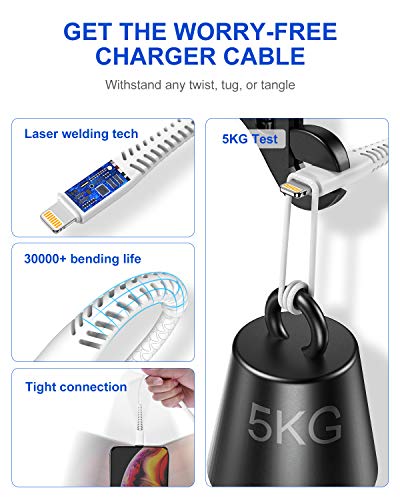 GET THE WORRY-FREE
CHARGER CABLE
Withstand any twist, tug, or tangle
Laser welding tech
5KG Test
30000+ bending life
Tight connection
5KG